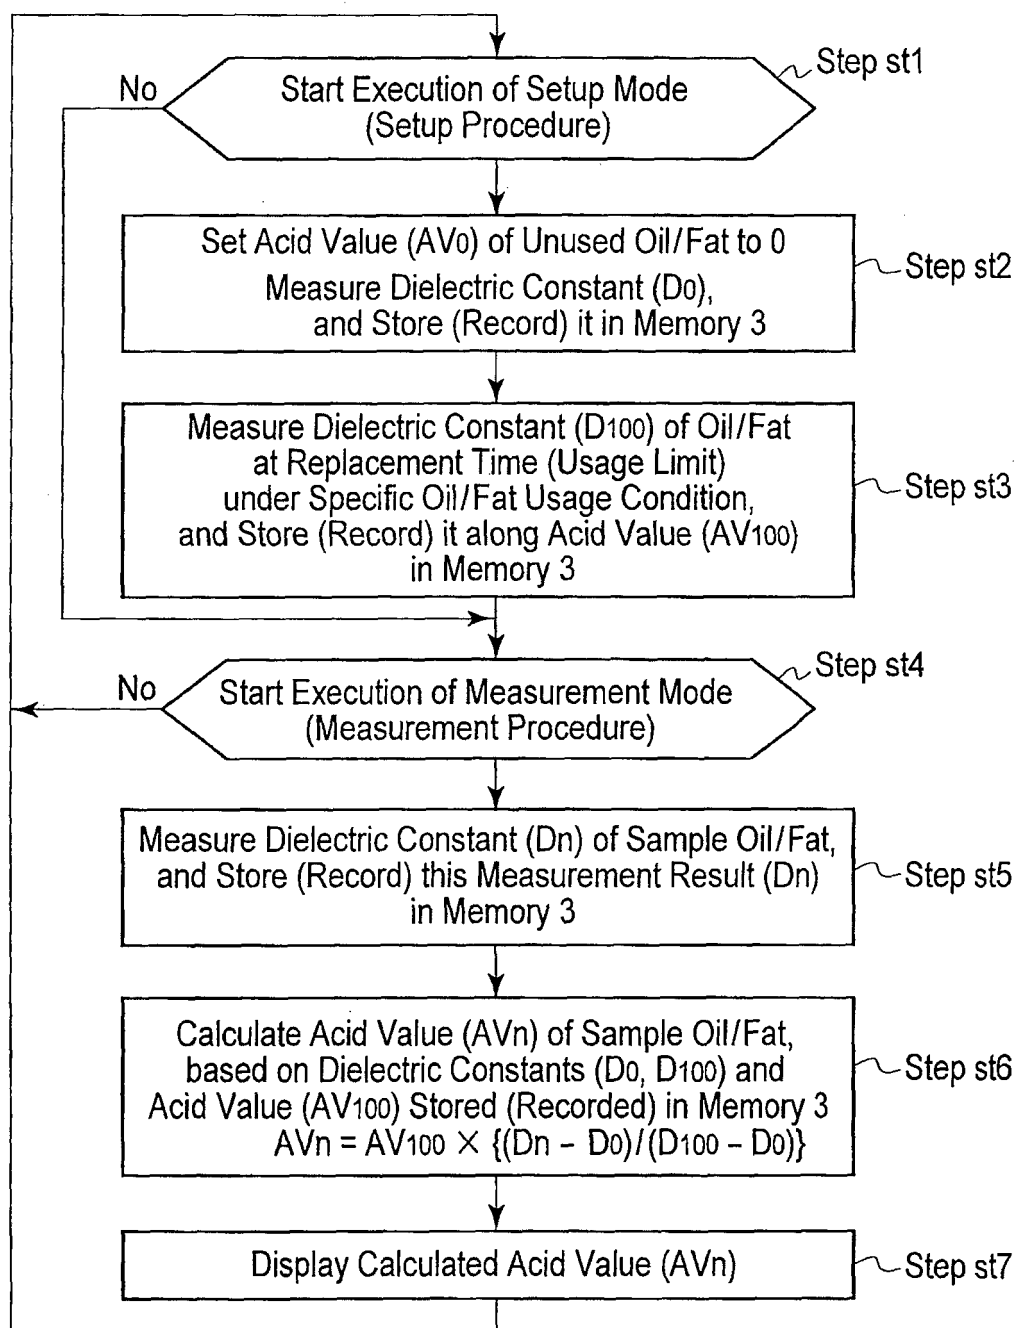 Step st1
No
Start Execution of Setup Mode
(Setup Procedure)
Set Acid Value (AV0) of Unused Oil/Fat to 0
Measure Dielectric Constant (D0),
and Store (Record) it in Memory 3
Step st2
Measure Dielectric Constant (D100) of Oil/Fat
at Replacement Time (Usage Limit)
under Specific Oil/Fat Usage Condition,
and Store (Record) it along Acid Value (AV100)
in Memory 3
Step st3
Step st4
No
Start Execution of Measurement Mode
(Measurement Procedure)
Measure Dielectric Constant (Dn) of Sample Oil/Fat,
and Store (Record) this Measurement Result (Dn)
in Memory 3
Step st5
Calculate Acid Value (AVn) of Sample Oil/Fat,
based on Dielectric Constants (D0, D100) and
Acid Value (AV100) Stored (Recorded) in Memory 3
AVn = AV100 × {(Dn – D0)/(D100 – D0)}
Step st6
Display Calculated Acid Value (AVn)
Step st7